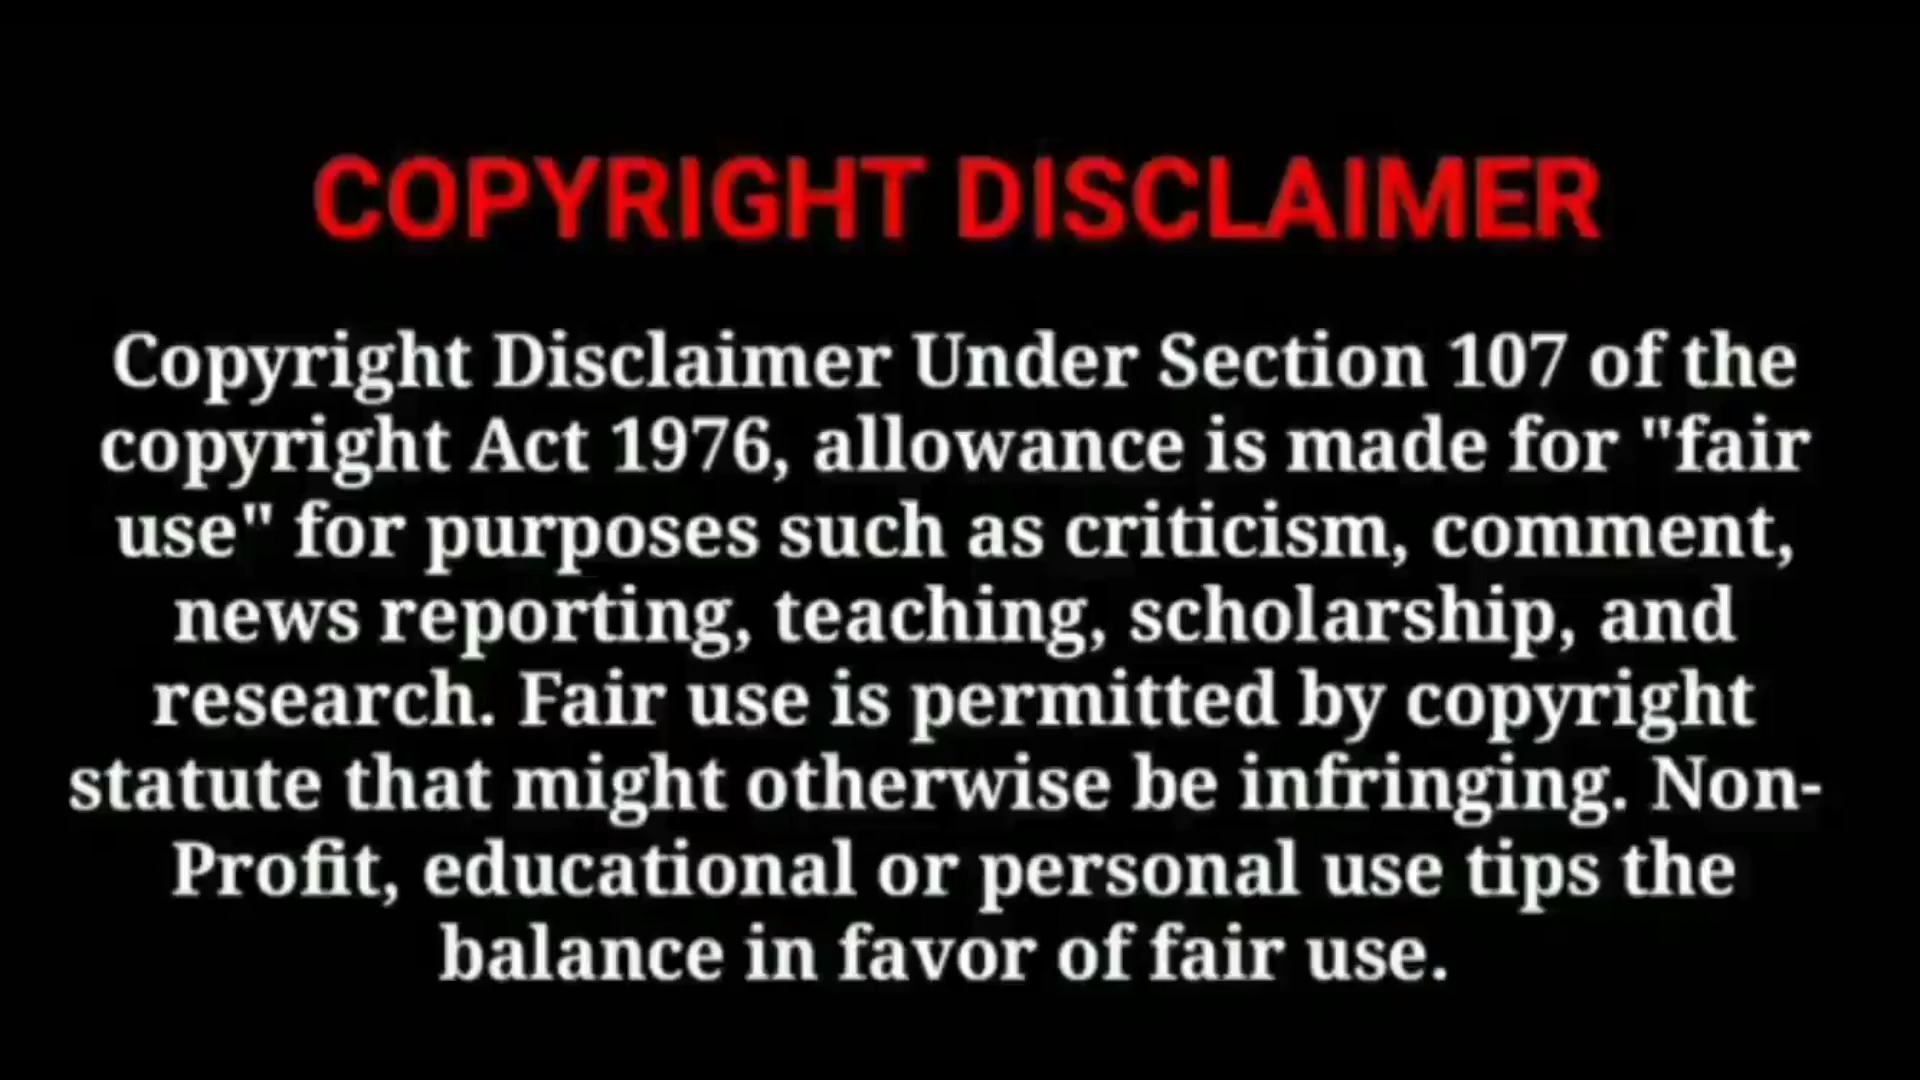 COPYRIGHT DISCLAIMER
Copyright Disclaimer Under Section 107 of the
copyright Act 1976, allowance is made for "fair
use" for purposes such as criticism, comment,
news reporting, teaching, scholarship, and
research. Fair use is permitted by copyright
statute that might otherwise be infringing. Non-
Profit, educational or personal use tips the
balance in favor of fair use.